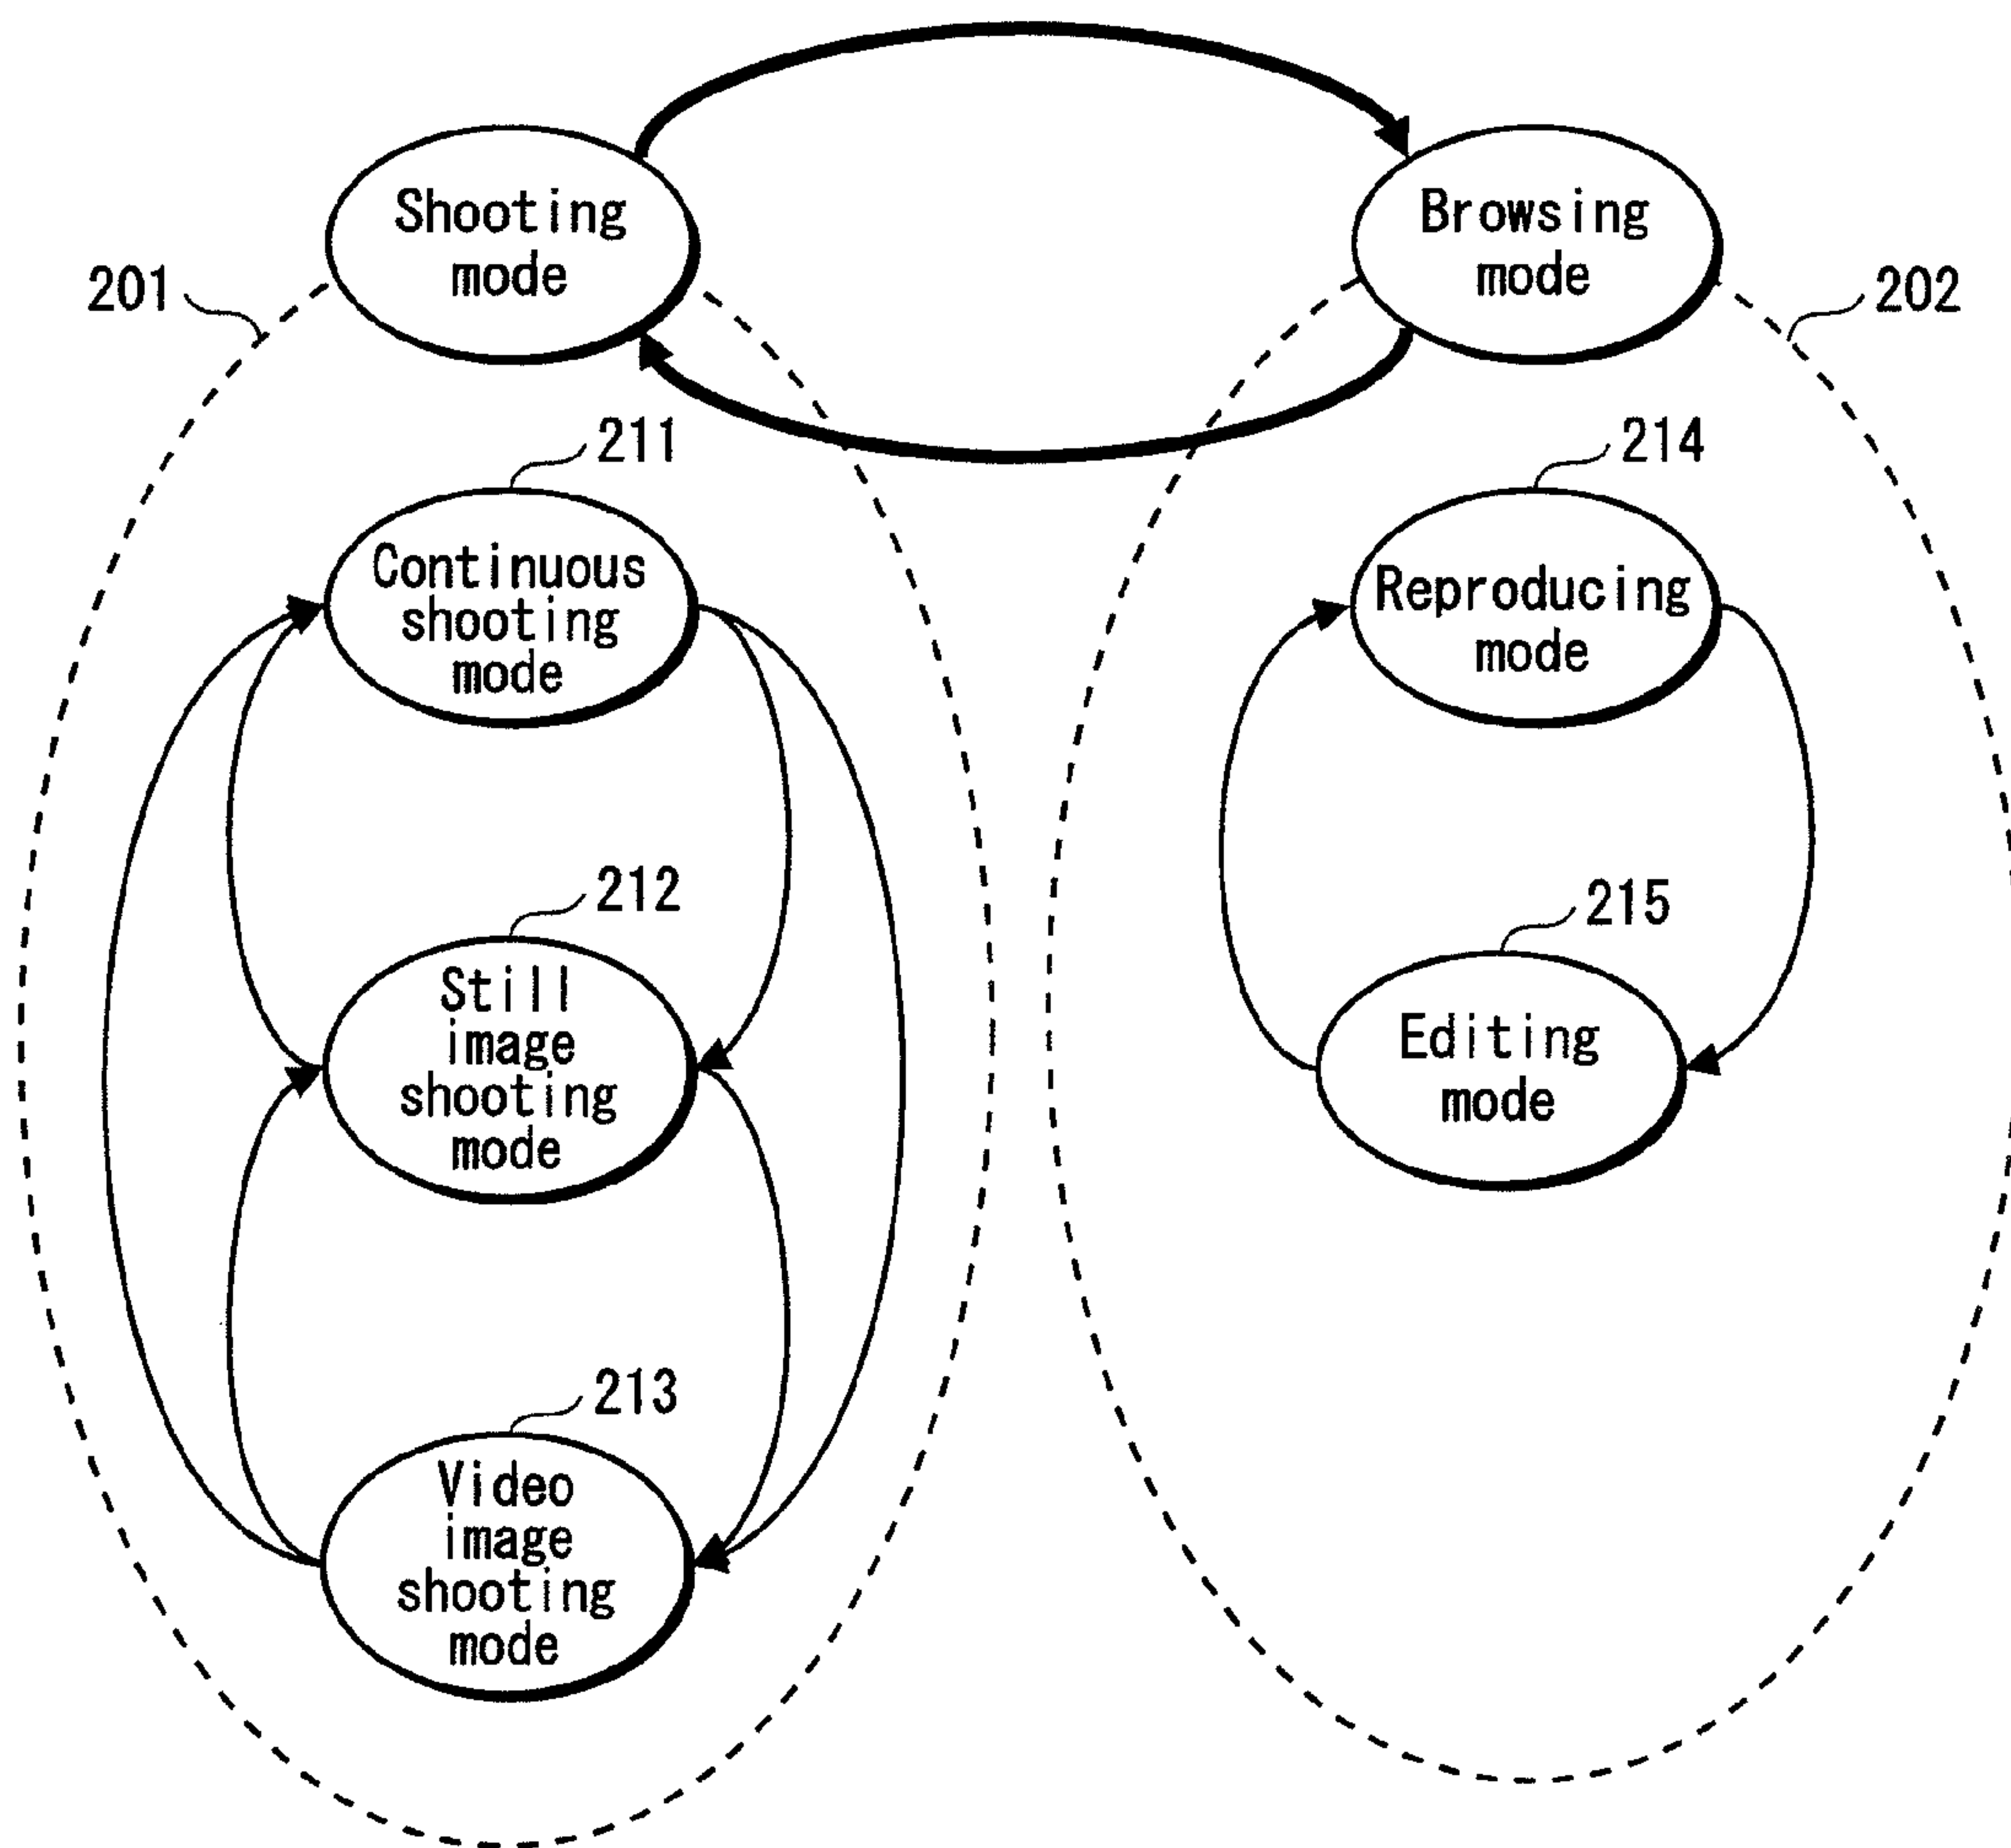 Shooting
mode
Browsing
mode
201
202
211
Continuous
shooting
mode
214
Reproducing
mode
212
Still
image
shooting
mode
215
Editing
mode
213
Video
image
shooting
mode